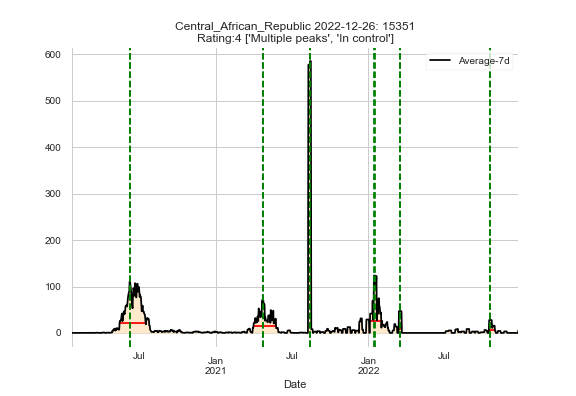 Central_African_Republic 2022-12-26: 15351
Rating:4 ['Multiple peaks', 'In control']
Average-7d
600
500
400
300
200
100
0
Jul
Jan
2021
Jul
Jan
2022
Jul
Date